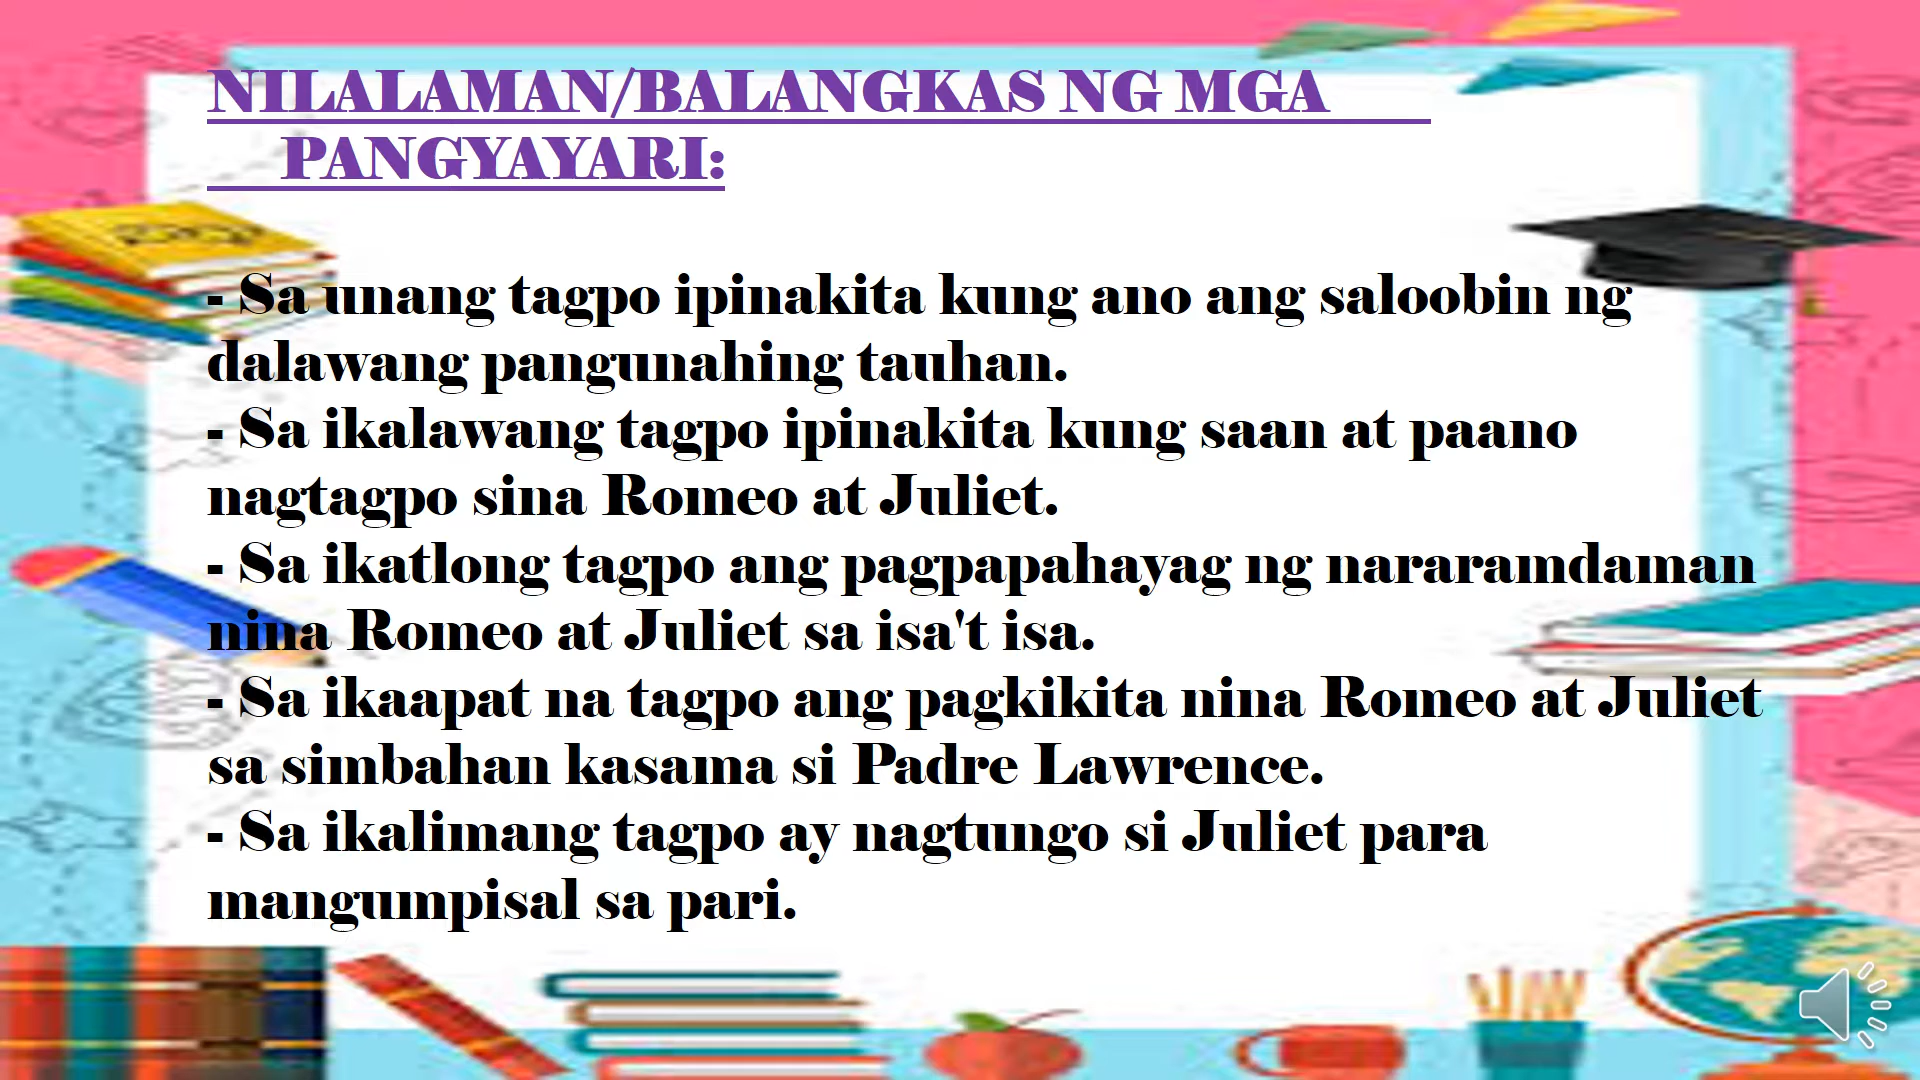 NILALAMAN/BALANGKAS NG MGA
PANGYAYARI:
- Sa unang tagpo ipinakita kung ano ang saloobin ng
dalawang pangunahing tauhan.
- Sa ikalawang tagpo ipinakita kung saan at paano
nagtagpo sina Romeo at Juliet.
- Sa ikatlong tagpo ang pagpapahayag ng nararamdaman
nina Romeo at Juliet sa isa't isa.
- Sa ikaapat na tagpo ang pagkikita nina Romeo at Juliet
sa simbahan kasama si Padre Lawrence.
- Sa ikalimang tagpo ay nagtungo si Juliet para
mangumpisal sa pari.